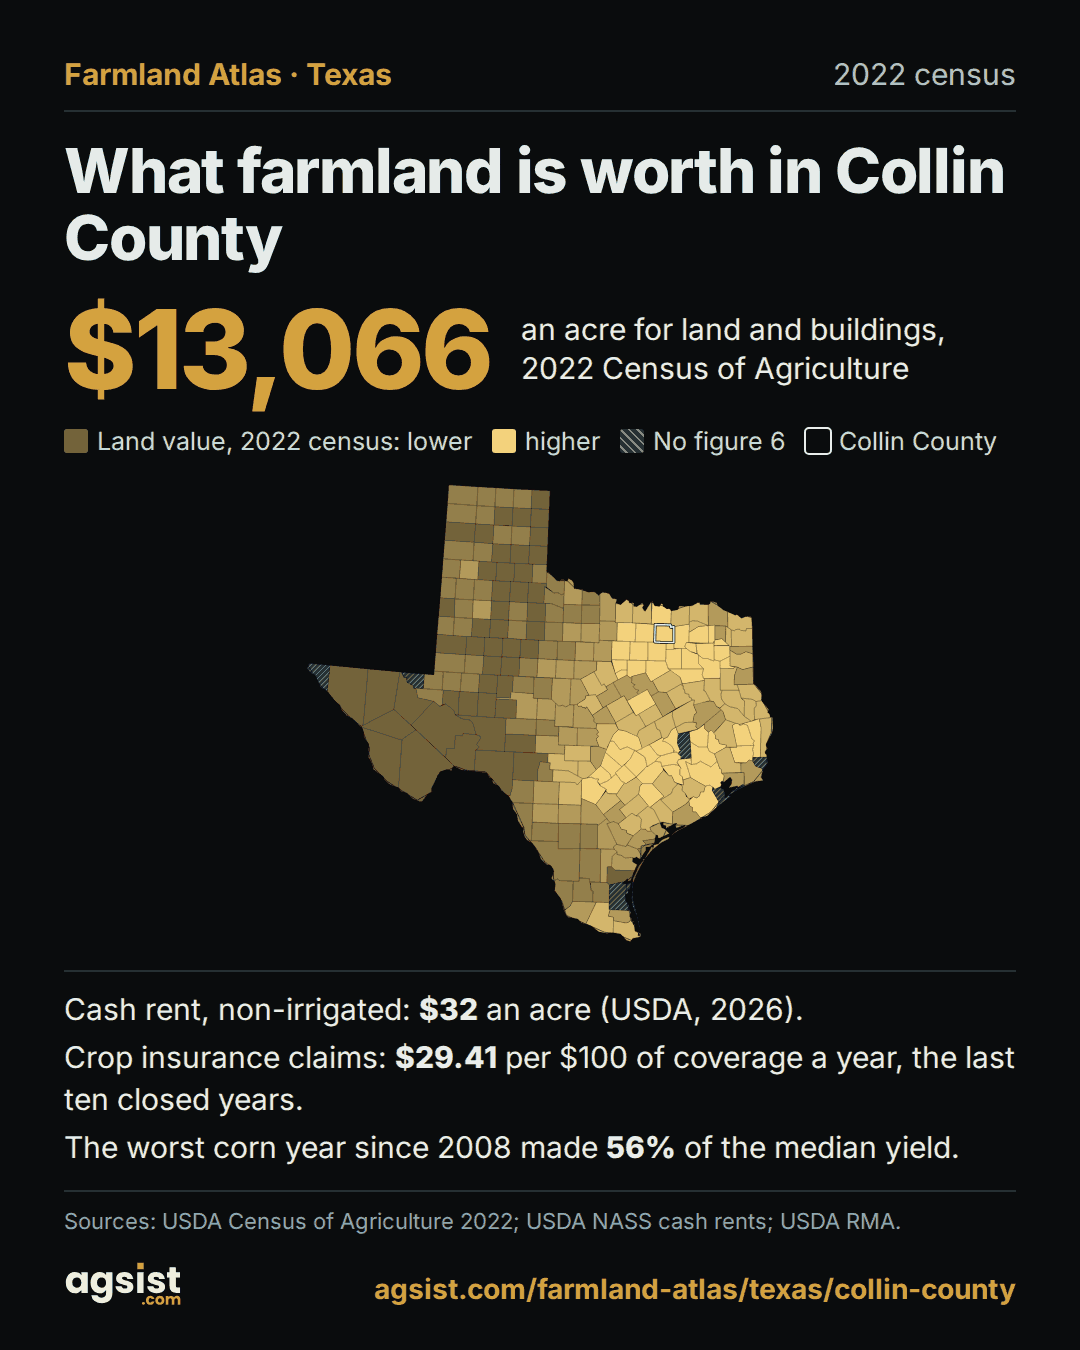 Farmland Atlas · Texas
2022 census
What farmland is worth in Collin
County
$13,066
an acre for land and buildings,
2022 Census of Agriculture
Land value, 2022 census: lower
higher
No figure 6
Collin County
Cash rent, non-irrigated: $32 an acre (USDA, 2026).
Crop insurance claims: $29.41 per $100 of coverage a year, the last
ten closed years.
The worst corn year since 2008 made 56% of the median yield.
Sources: USDA Census of Agriculture 2022; USDA NASS cash rents; USDA RMA.
agsist
.com
agsist.com/farmland-atlas/texas/collin-county